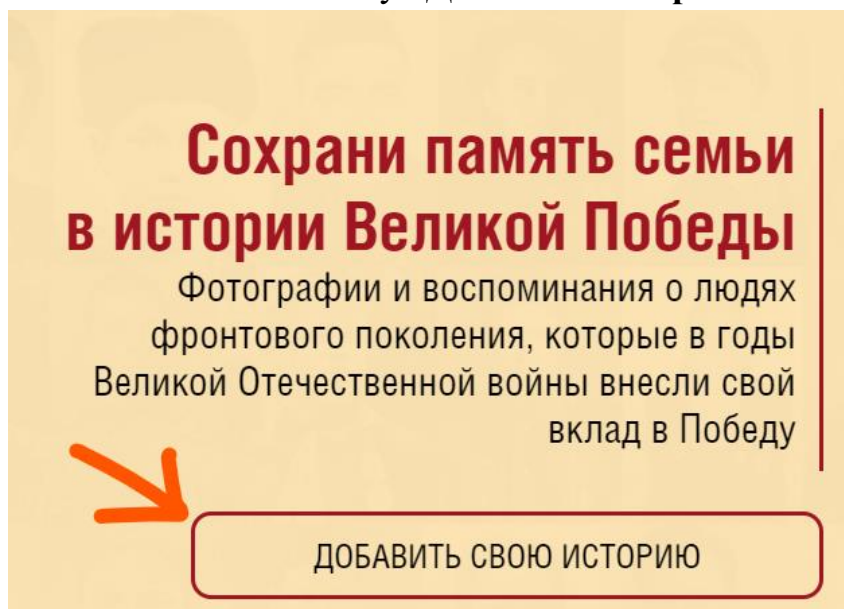 Сохрани память семьи
в истории Великой Победы
Фотографии и воспоминания о людях
фронтового поколения, которые в годы
Великой Отечественной войны внесли свой
вклад в Победу
ДОБАВИТЬ СВОЮ ИСТОРИЮ